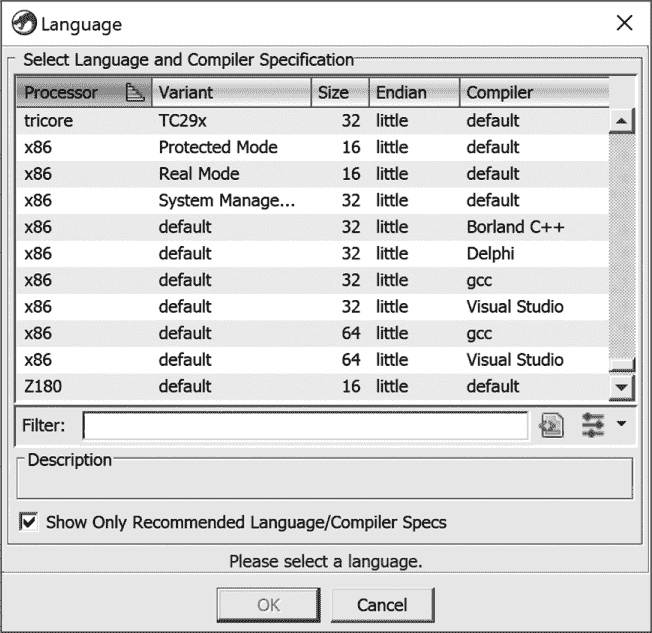 Language
Select Language and Compiler Specification
Processor Variant Size Endian Compiler
tricore TC29x 32 little default
x86 Protected Mode 16 little default
x86 Real Mode 16 little default
x86 System Manage... 32 little default
x86 default 32 little Borland C++
x86 default 32 little Delphi
x86 default 32 little gcc
x86 default 32 little Visual Studio
x86 default 64 little gcc
x86 default 64 little Visual Studio
Z180 default 16 little default
Filter:
Description
Show Only Recommended Language/Compiler Specs
Please select a language.
OK Cancel